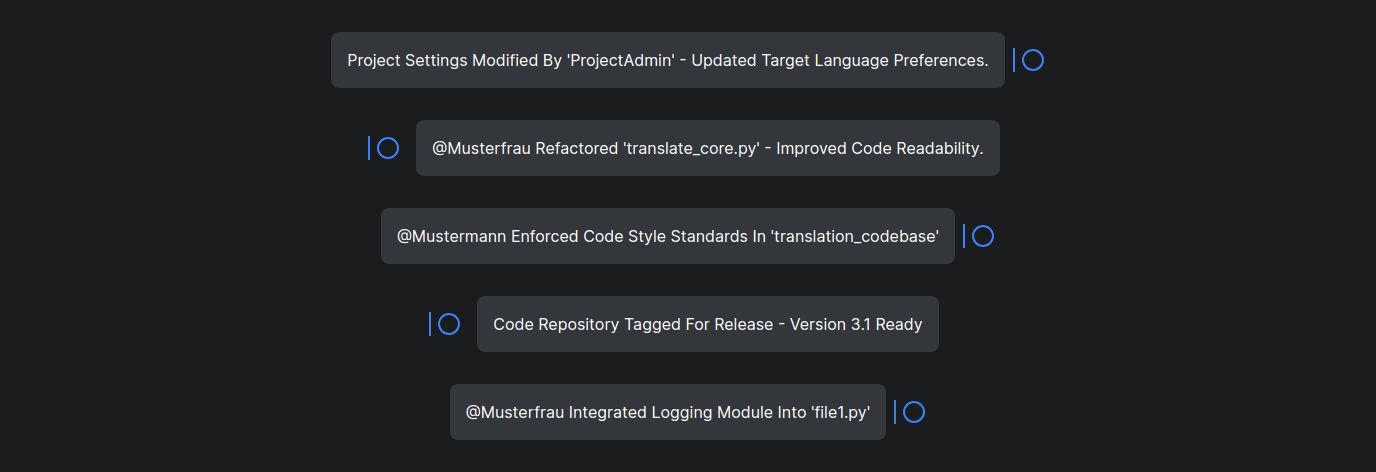 Project Settings Modified By 'ProjectAdmin' - Updated Target Language Preferences.
@Musterfrau Refactored 'translate_core.py' - Improved Code Readability.
@Mustermann Enforced Code Style Standards In 'translation_codebase'
Code Repository Tagged For Release - Version 3.1 Ready
@Musterfrau Integrated Logging Module Into 'file1.py'